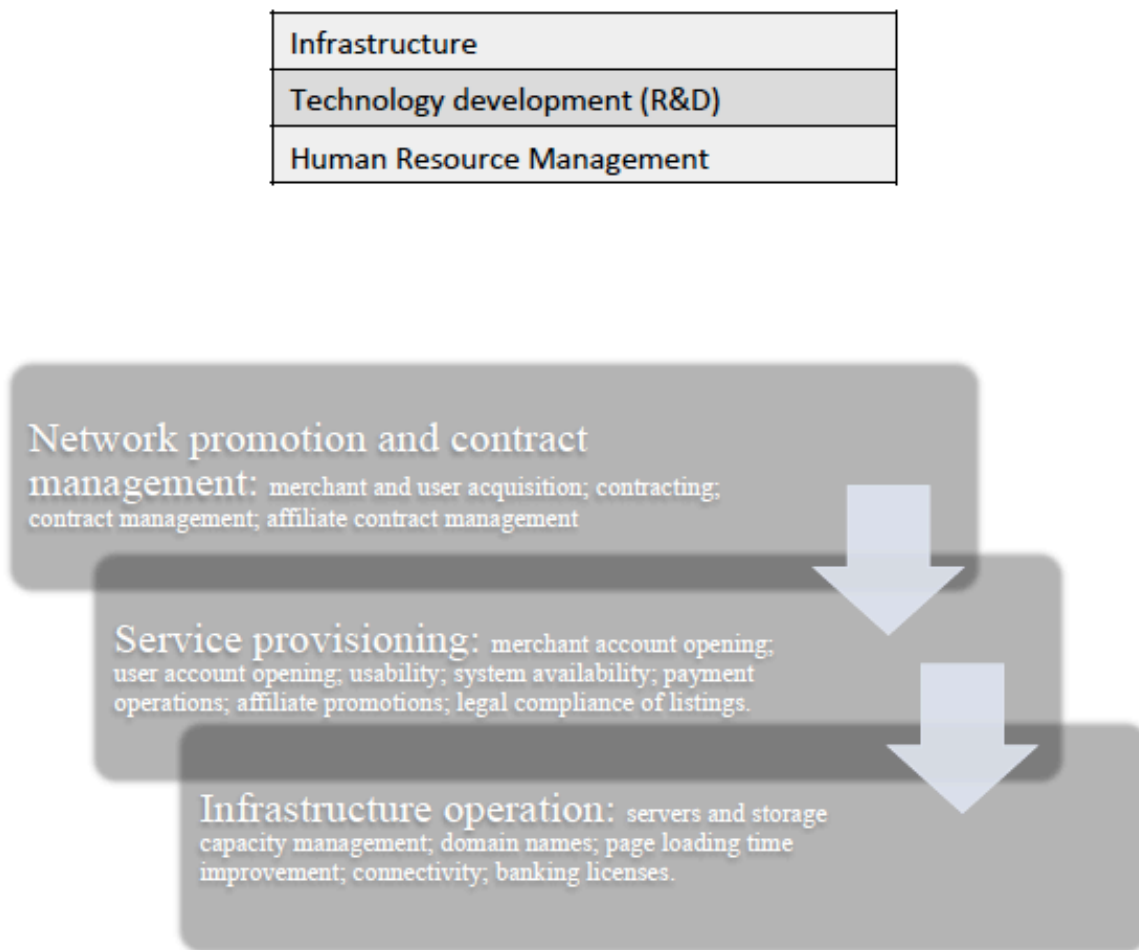 Infrastructure
Technology development (R&D)
Human Resource Management
Network promotion and contract
management: merchant and user acquisition; contracting;
contract management; affiliate contract management
Service provisioning: merchant account opening;
user account opening; usability; system availability; payment
operations; affiliate promotions; legal compliance of listings.
Infrastructure operation: servers and storage
capacity management; domain names; page loading time
improvement; connectivity; banking licenses.